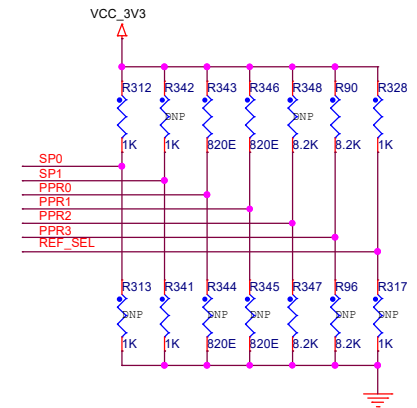 VCC_3V3
R312 R342 R343 R346 R348 R90 R328
DNP DNP
1K 1K 820E 820E 8.2K 8.2K 1K
SP0
SP1
PPR0
PPR1
PPR2
PPR3
REF_SEL
R313 R341 R344 R345 R347 R96 R317
DNP DNP DNP DNP DNP DNP
1K 1K 820E 820E 8.2K 8.2K 1K